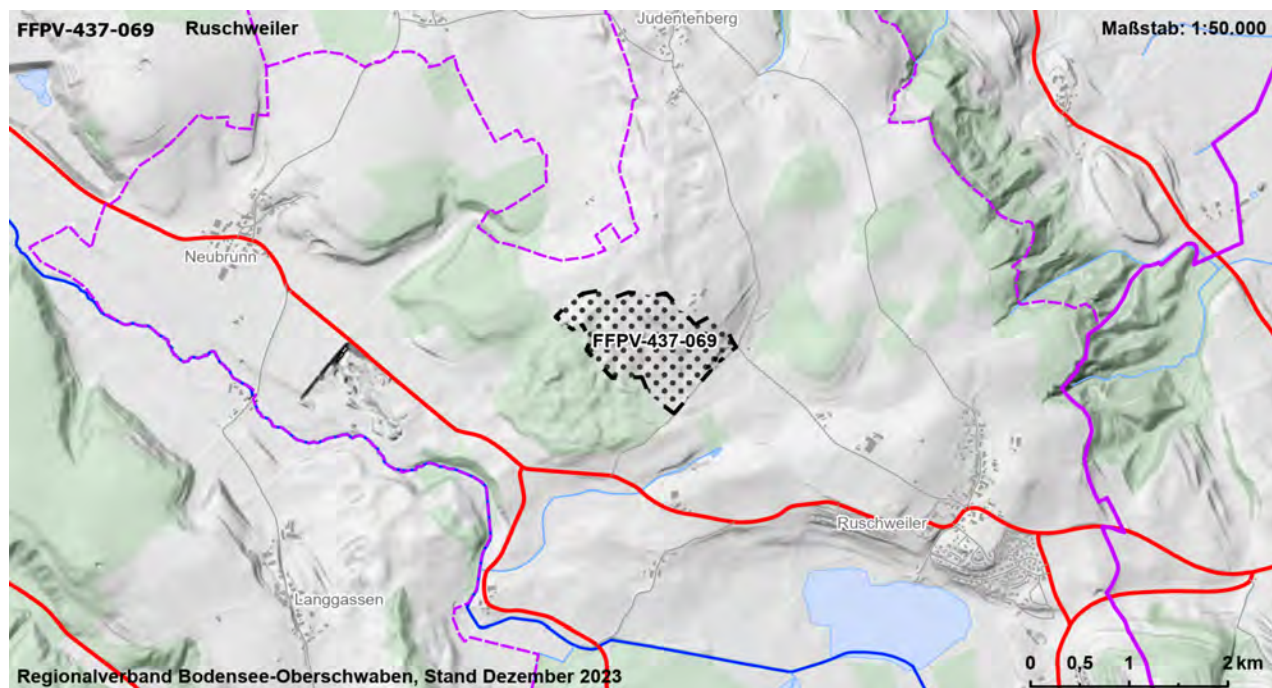 FFPV-437-069 Ruschweiler
Judentenberg
Maßstab: 1:50.000
Neubrunn
FFPV-437-069
Ruschweiler
Langgassen
0 0,5 1 2 km
Regionalverband Bodensee-Oberschwaben, Stand Dezember 2023